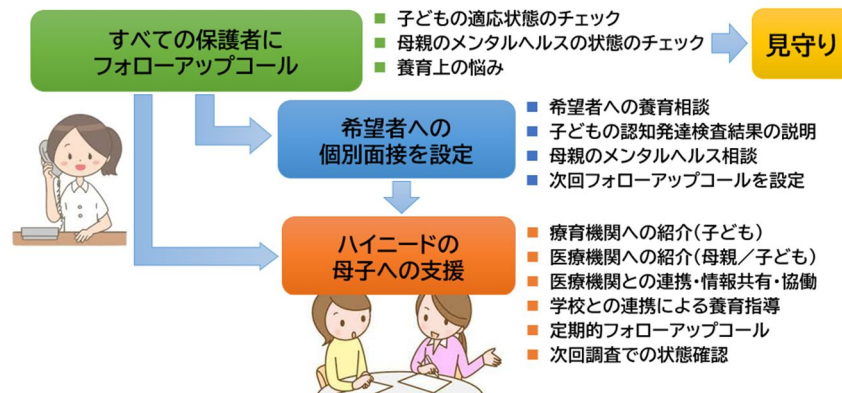 すべての保護者に
フォローアップコール
■ 子どもの適応状態のチェック
■ 母親のメンタルヘルスの状態のチェック
■ 養育上の悩み
見守り
希望者への
個別面接を設定
■ 希望者への養育相談
■ 子どもの認知発達検査結果の説明
■ 母親のメンタルヘルス相談
■ 次回フォローアップコールを設定
ハイニードの
母子への支援
■ 療育機関への紹介(子ども)
■ 医療機関への紹介(母親/子ども)
■ 医療機関との連携・情報共有・協働
■ 学校との連携による養育指導
■ 定期的フォローアップコール
■ 次回調査での状態確認